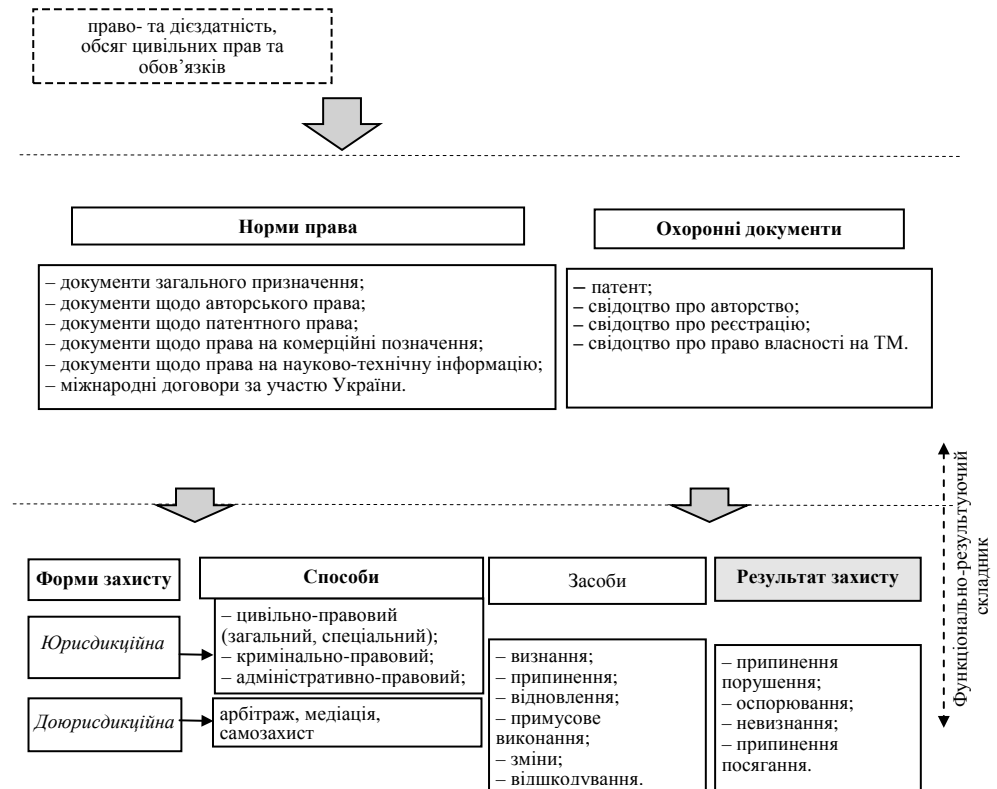 право- та дієздатність,
обсяг цивільних прав та
обов’язків
Норми права
– документи загального призначення;
– документи щодо авторського права;
– документи щодо патентного права;
– документи щодо права на комерційні позначення;
– документи щодо права на науково-технічну інформацію;
– міжнародні договори за участю України.
Охоронні документи
– патент;
– свідоцтво про авторство;
– свідоцтво про реєстрацію;
– свідоцтво про право власності на ТМ.
Функціонально-результуючий
складник
Форми захисту
Юрисдикційна
Доюрисдикційна
Способи
– цивільно-правовий
(загальний, спеціальний);
– кримінально-правовий;
– адміністративно-правовий;
арбітраж, медіація,
самозахист
Засоби
– визнання;
– припинення;
– відновлення;
– примусове
виконання;
– зміни;
– відшкодування.
Результат захисту
– припинення
порушення;
– оспорювання;
– невизнання;
– припинення
посягання.